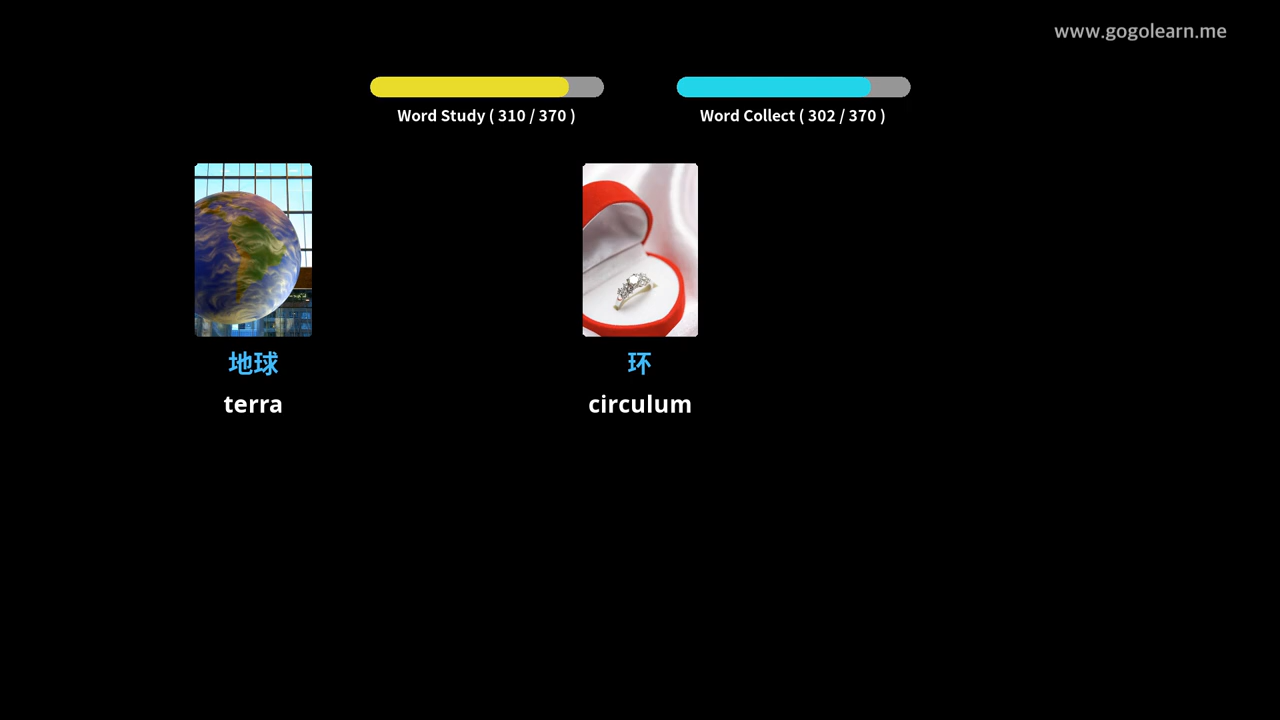 www.gogolearn.me
Word Study ( 310 / 370 )
Word Collect ( 302 / 370 )
地球
环
terra
circulum